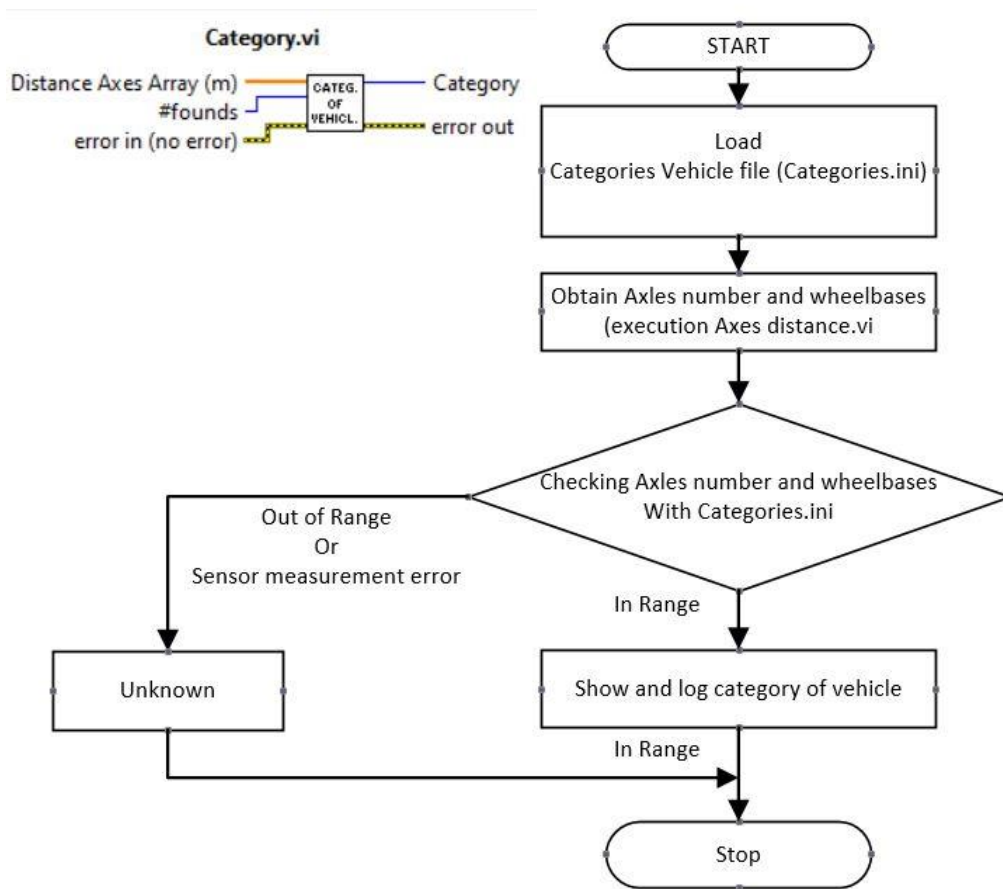 Category.vi
Distance Axes Array (m)
#founds
error in (no error)
CATEG.
OF
VEHICL.
Category
error out
START
Load
Categories Vehicle file (Categories.ini)
Obtain Axles number and wheelbases
(execution Axes distance.vi
Checking Axles number and wheelbases
With Categories.ini
Out of Range
Or
Sensor measurement error
In Range
Unknown
Show and log category of vehicle
In Range
Stop